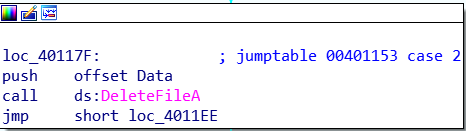 loc_40117F: ; jumptable 00401153 case 2
push offset Data
call ds:DeleteFileA
jmp short loc_4011EE